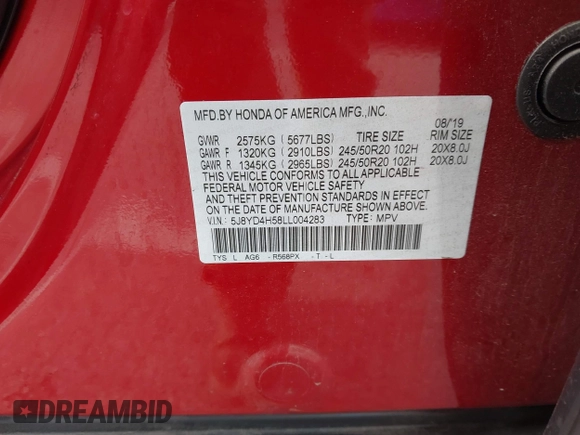 MFD.BY HONDA OF AMERICA MFG.,INC.
08/'19
GVWR 2575KG (5677LBS) TIRE SIZE RIM SIZE
GAWR F 1320KG (2910LBS) 245/50R20 102H 20X8.0J
GAWR R 1345KG (2965LBS) 245/50R20 102H 20X8.0J
THIS VEHICLE CONFORMS TO ALL APPLICABLE
FEDERAL MOTOR VEHICLE SAFETY
AND THEFT PREVENTION STANDARDS IN EFFECT
ON THE DATE OF MANUFACTURE SHOWN ABOVE.
V.I.N.: 5J8YD4H58LL004283 TYPE: MPV
TYS L AG6 - R568PX - T - L
DREAMBID